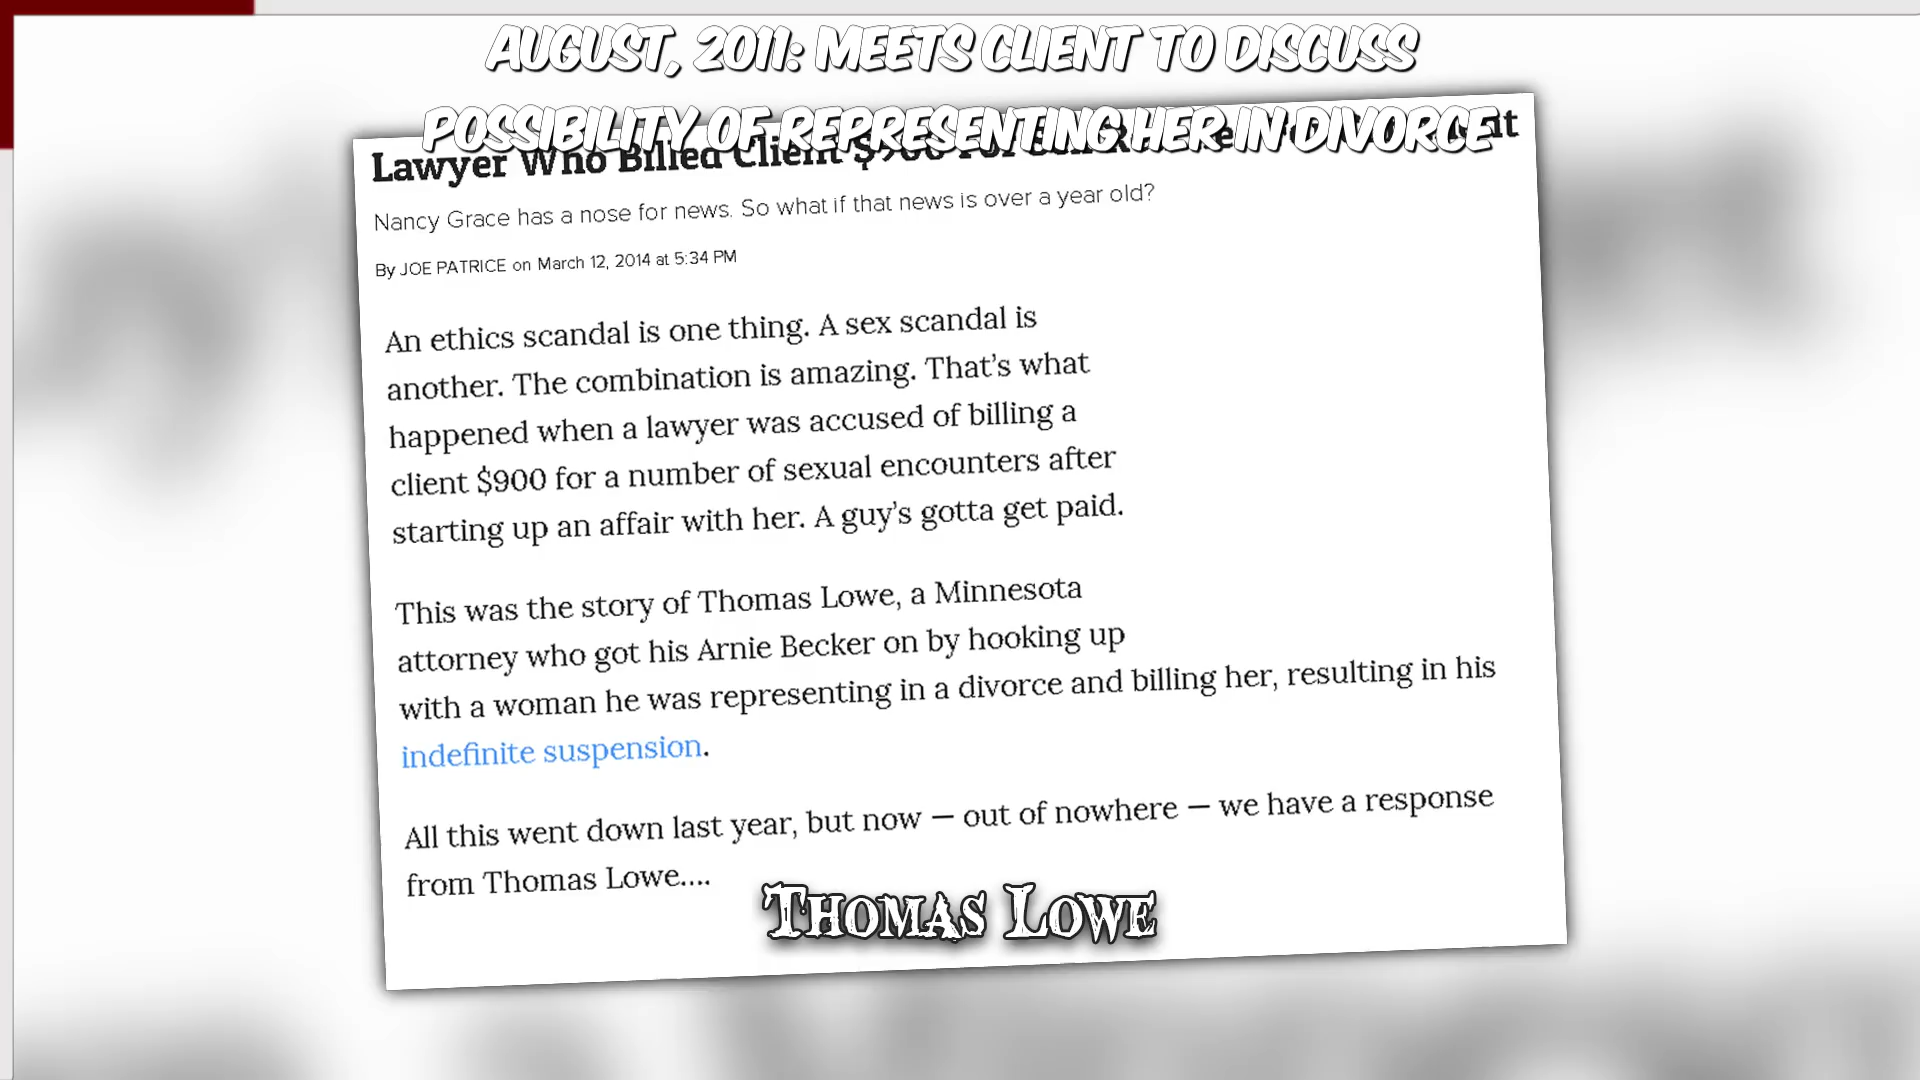 AUGUST, 2011: MEETS CLIENT TO DISCUSS
POSSIBILITY OF REPRESENTING HER IN DIVORCE
Lawyer Who Billed Client $900 For
Nancy Grace has a nose for news. So what if that news is over a year old?
By JOE PATRICE on March 12, 2014 at 5:34 PM
An ethics scandal is one thing. A sex scandal is
another. The combination is amazing. That’s what
happened when a lawyer was accused of billing a
client $900 for a number of sexual encounters after
starting up an affair with her. A guy’s gotta get paid.
This was the story of Thomas Lowe, a Minnesota
attorney who got his Arnie Becker on by hooking up
with a woman he was representing in a divorce and billing her, resulting in his
indefinite suspension.
All this went down last year, but now — out of nowhere — we have a response
from Thomas Lowe....
THOMAS LOWE